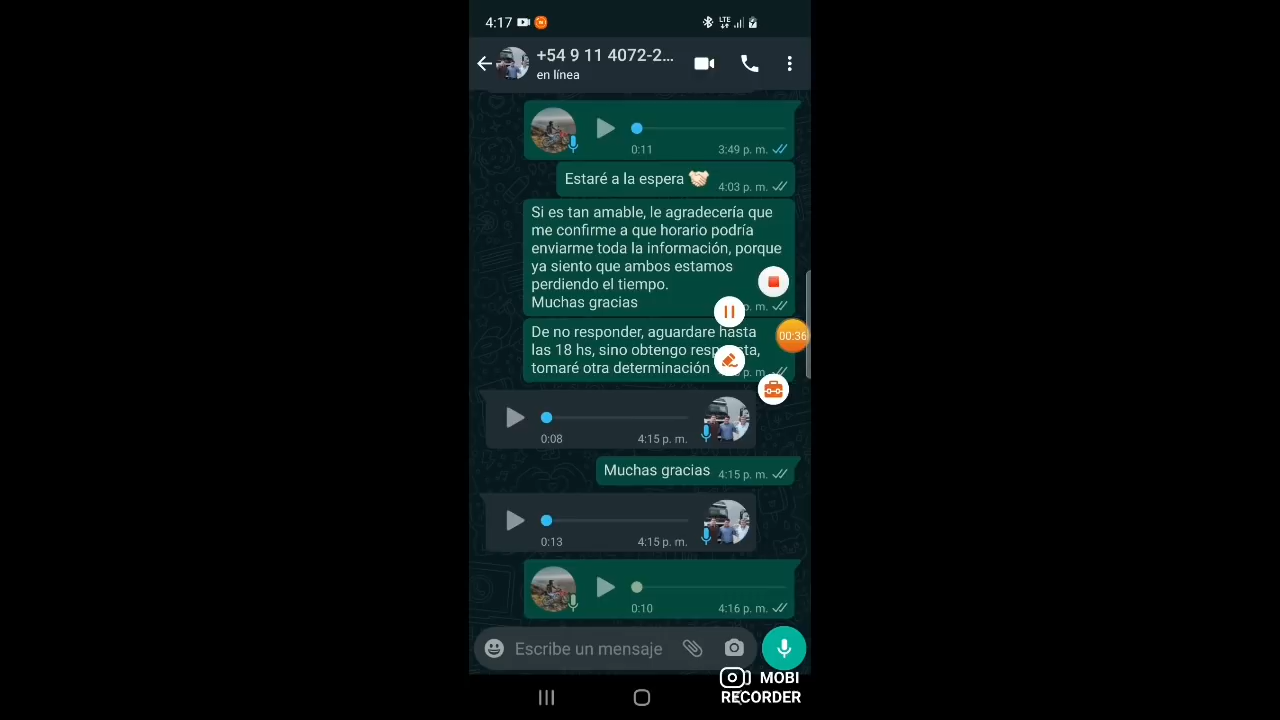 4:17
LTE
+54 9 11 4072-2...
en línea
0:11 3:49 p. m.
Estaré a la espera 🤝🏻 4:03 p. m.
Si es tan amable, le agradecería que
me confirme a que horario podría
enviarme toda la información, porque
ya siento que ambos estamos
perdiendo el tiempo.
Muchas gracias
p. m.
00:36
De no responder, aguardare hasta
las 18 hs, sino obtengo
tomaré otra determinación
p. m.
0:08 4:15 p. m.
Muchas gracias 4:15 p. m.
0:13 4:15 p. m.
0:10 4:16 p. m.
Escribe un mensaje
MOBI
RECORDER